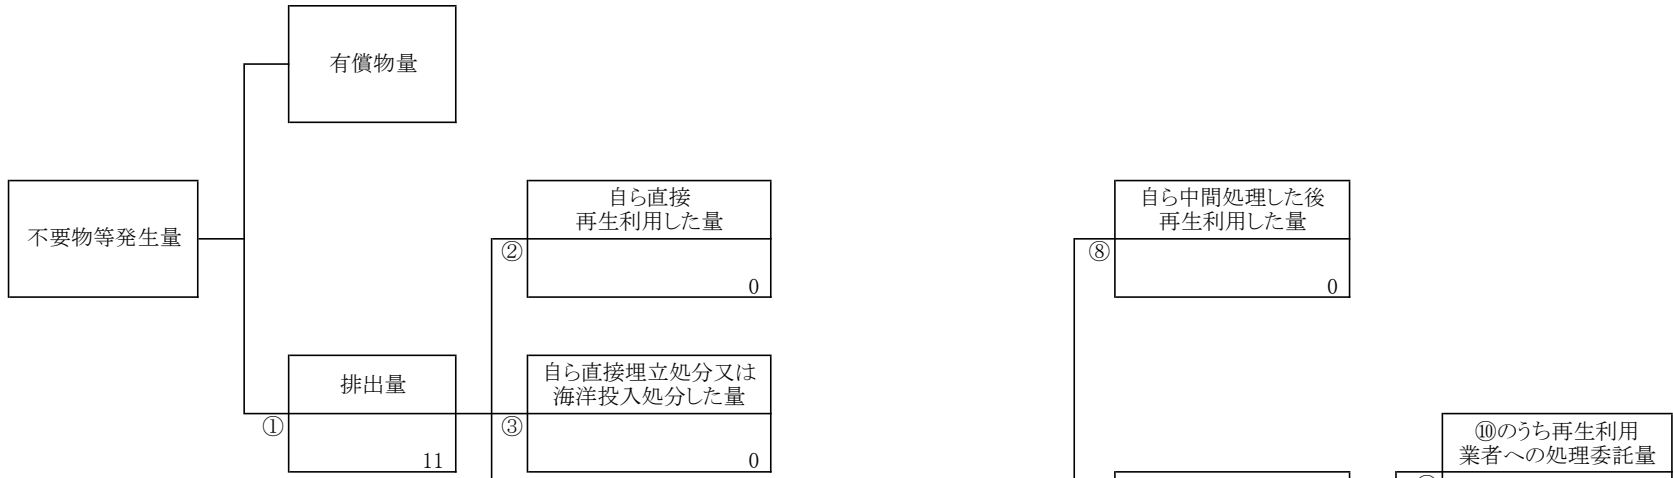 有償物量
不要物等発生量
自ら直接
再生利用した量
②
0
自ら中間処理した後
再生利用した量
⑧
0
排出量
①
11
自ら直接埋立処分又は
海洋投入処分した量
③
0
⑩のうち再生利用
業者への処理委託量